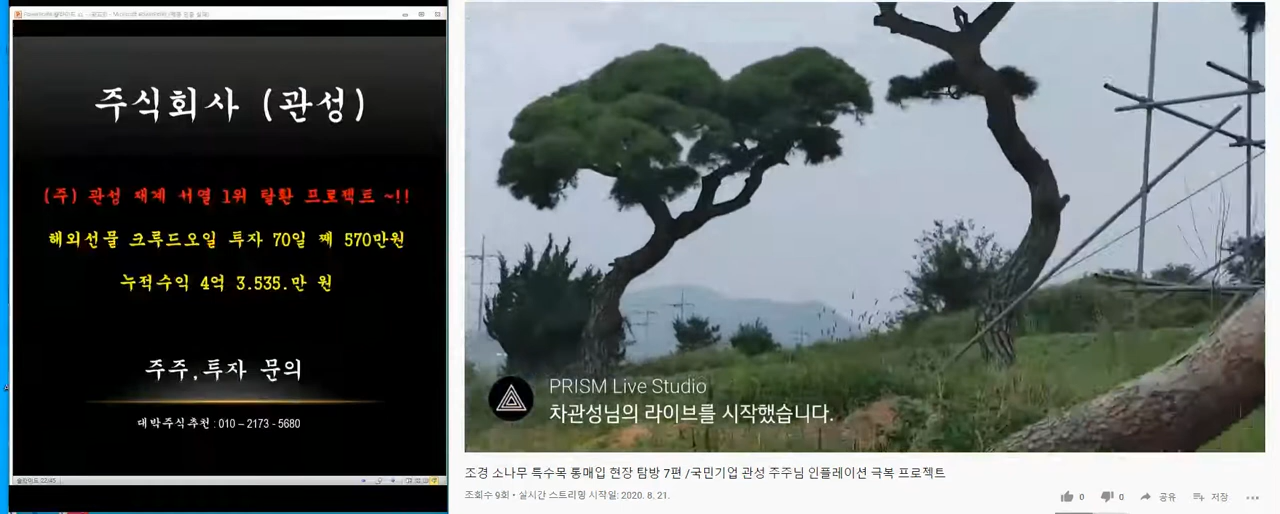 주식회사 (관성)
(주) 관성 재계 서열 1위 탈환 프로젝트 ~!!
해외선물 크루드오일 투자 70일 째 570만원
누적수익 4억 3.535.만 원
주주,투자 문의
대박주식추천 : 010 – 2173 - 5680
PRISM Live Studio
차관성님의 라이브를 시작했습니다.
조경 소나무 특수목 통매입 현장 탐방 7편 /국민기업 관성 주주님 인플레이션 극복 프로젝트
조회수 9회 • 실시간 스트리밍 시작일: 2020. 8. 21.
0 0 공유 저장